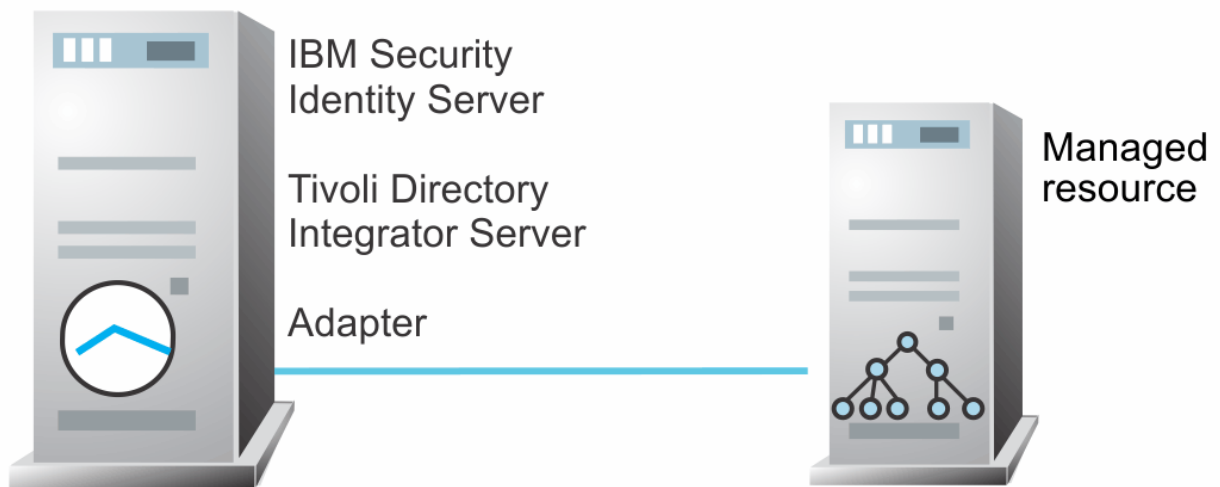 IBM Security
Identity Server
Tivoli Directory
Integrator Server
Adapter
Managed
resource